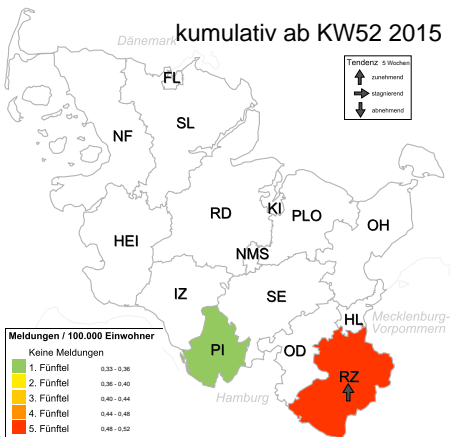 kumulativ ab KW52 2015
Dänemark
Tendenz 5 Wochen
zunehmend
stagnierend
abnehmend
FL
SL
NF
RD
KI
PLO
OH
HEI
NMS
IZ
SE
HL
Mecklenburg-
Vorpommern
PI
OD
RZ
Hamburg
Meldungen / 100.000 Einwohner
Keine Meldungen
1. Fünftel 0,33 - 0,36
2. Fünftel 0,36 - 0,40
3. Fünftel 0,40 - 0,44
4. Fünftel 0,44 - 0,48
5. Fünftel 0,48 - 0,52